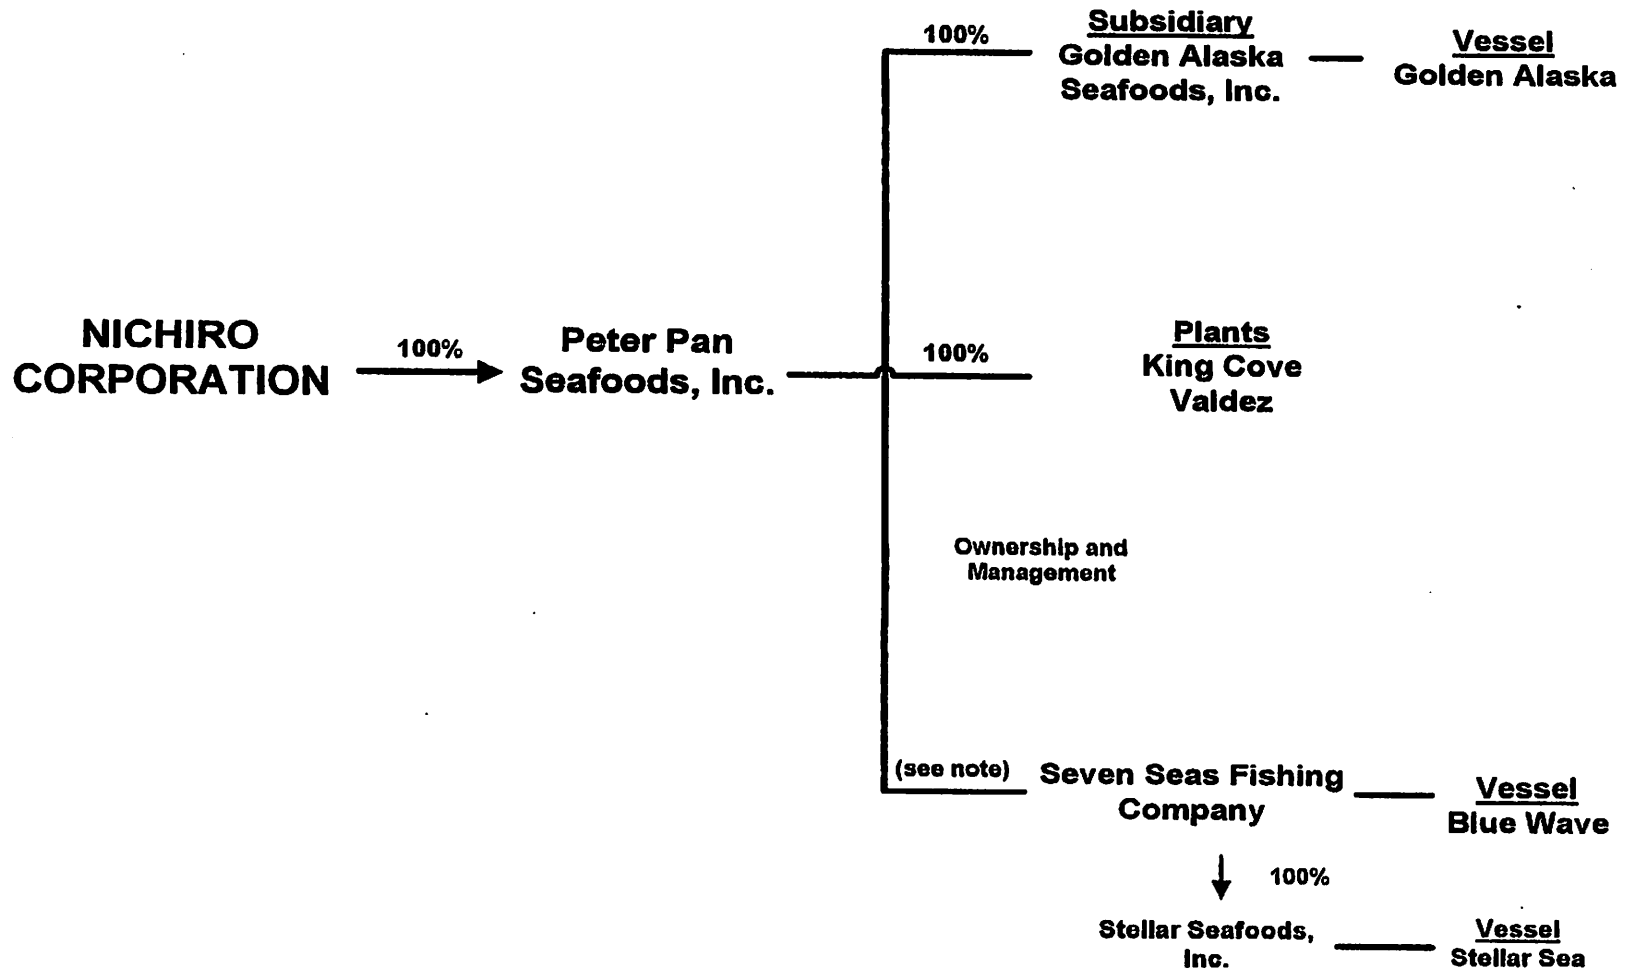 100%
Subsidiary
Golden Alaska
Seafoods, Inc.
Vessel
Golden Alaska
NICHIRO
CORPORATION
100%
Peter Pan
Seafoods, Inc.
100%
Plants
King Cove
Valdez
Ownership and
Management
(see note)
Seven Seas Fishing
Company
Vessel
Blue Wave
100%
Stellar Seafoods,
Inc.
Vessel
Stellar Sea